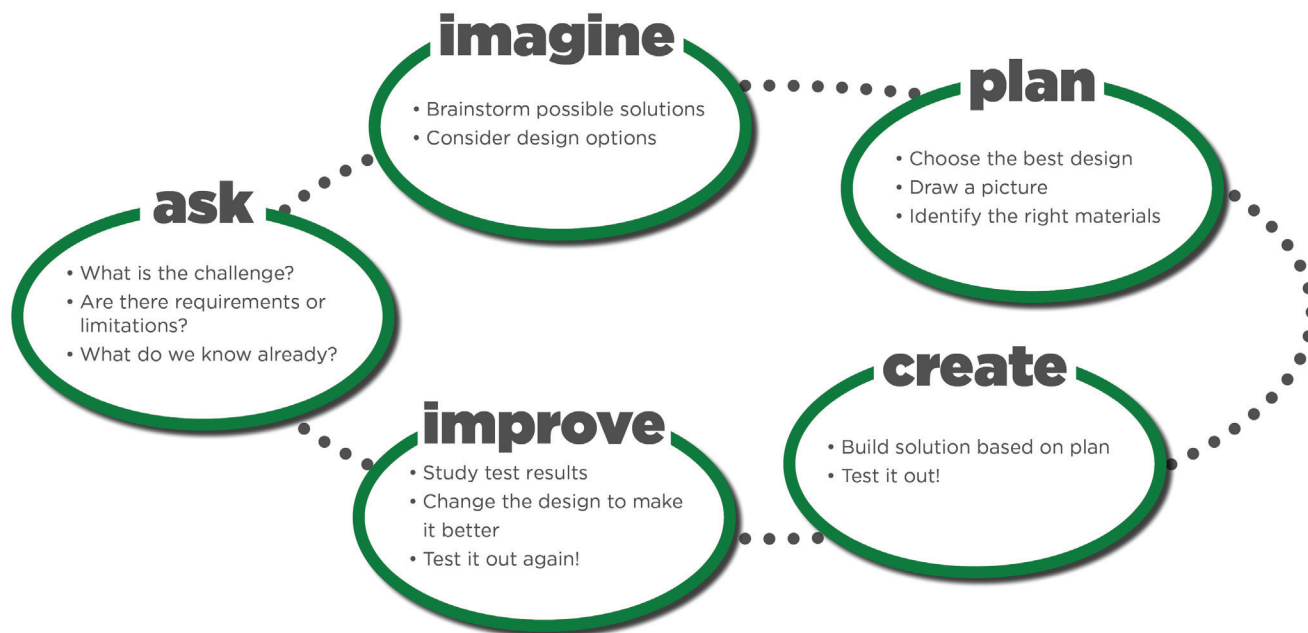 ask
• What is the challenge?
• Are there requirements or
limitations?
• What do we know already?
imagine
• Brainstorm possible solutions
• Consider design options
plan
• Choose the best design
• Draw a picture
• Identify the right materials
create
• Build solution based on plan
• Test it out!
improve
• Study test results
• Change the design to make
it better
• Test it out again!